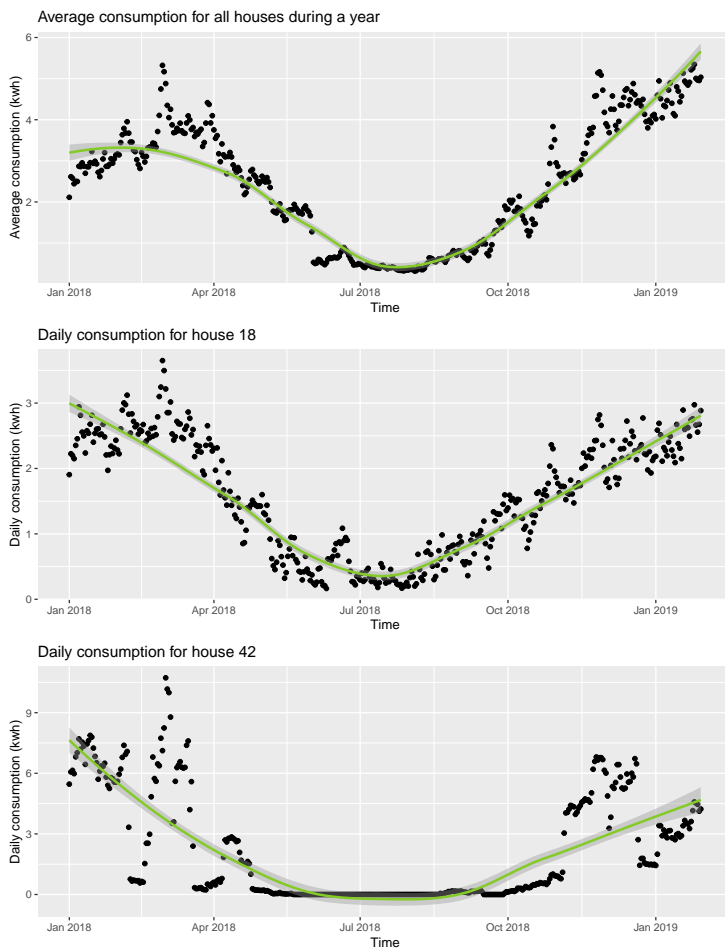 Average consumption for all houses during a year
Average consumption (kwh)
6
4
2
Jan 2018 Apr 2018 Jul 2018 Oct 2018 Jan 2019
Time
Daily consumption for house 18
Daily consumption (kwh)
3
2
1
0
Jan 2018 Apr 2018 Jul 2018 Oct 2018 Jan 2019
Time
Daily consumption for house 42
Daily consumption (kwh)
9
6
3
0
Jan 2018 Apr 2018 Jul 2018 Oct 2018 Jan 2019
Time